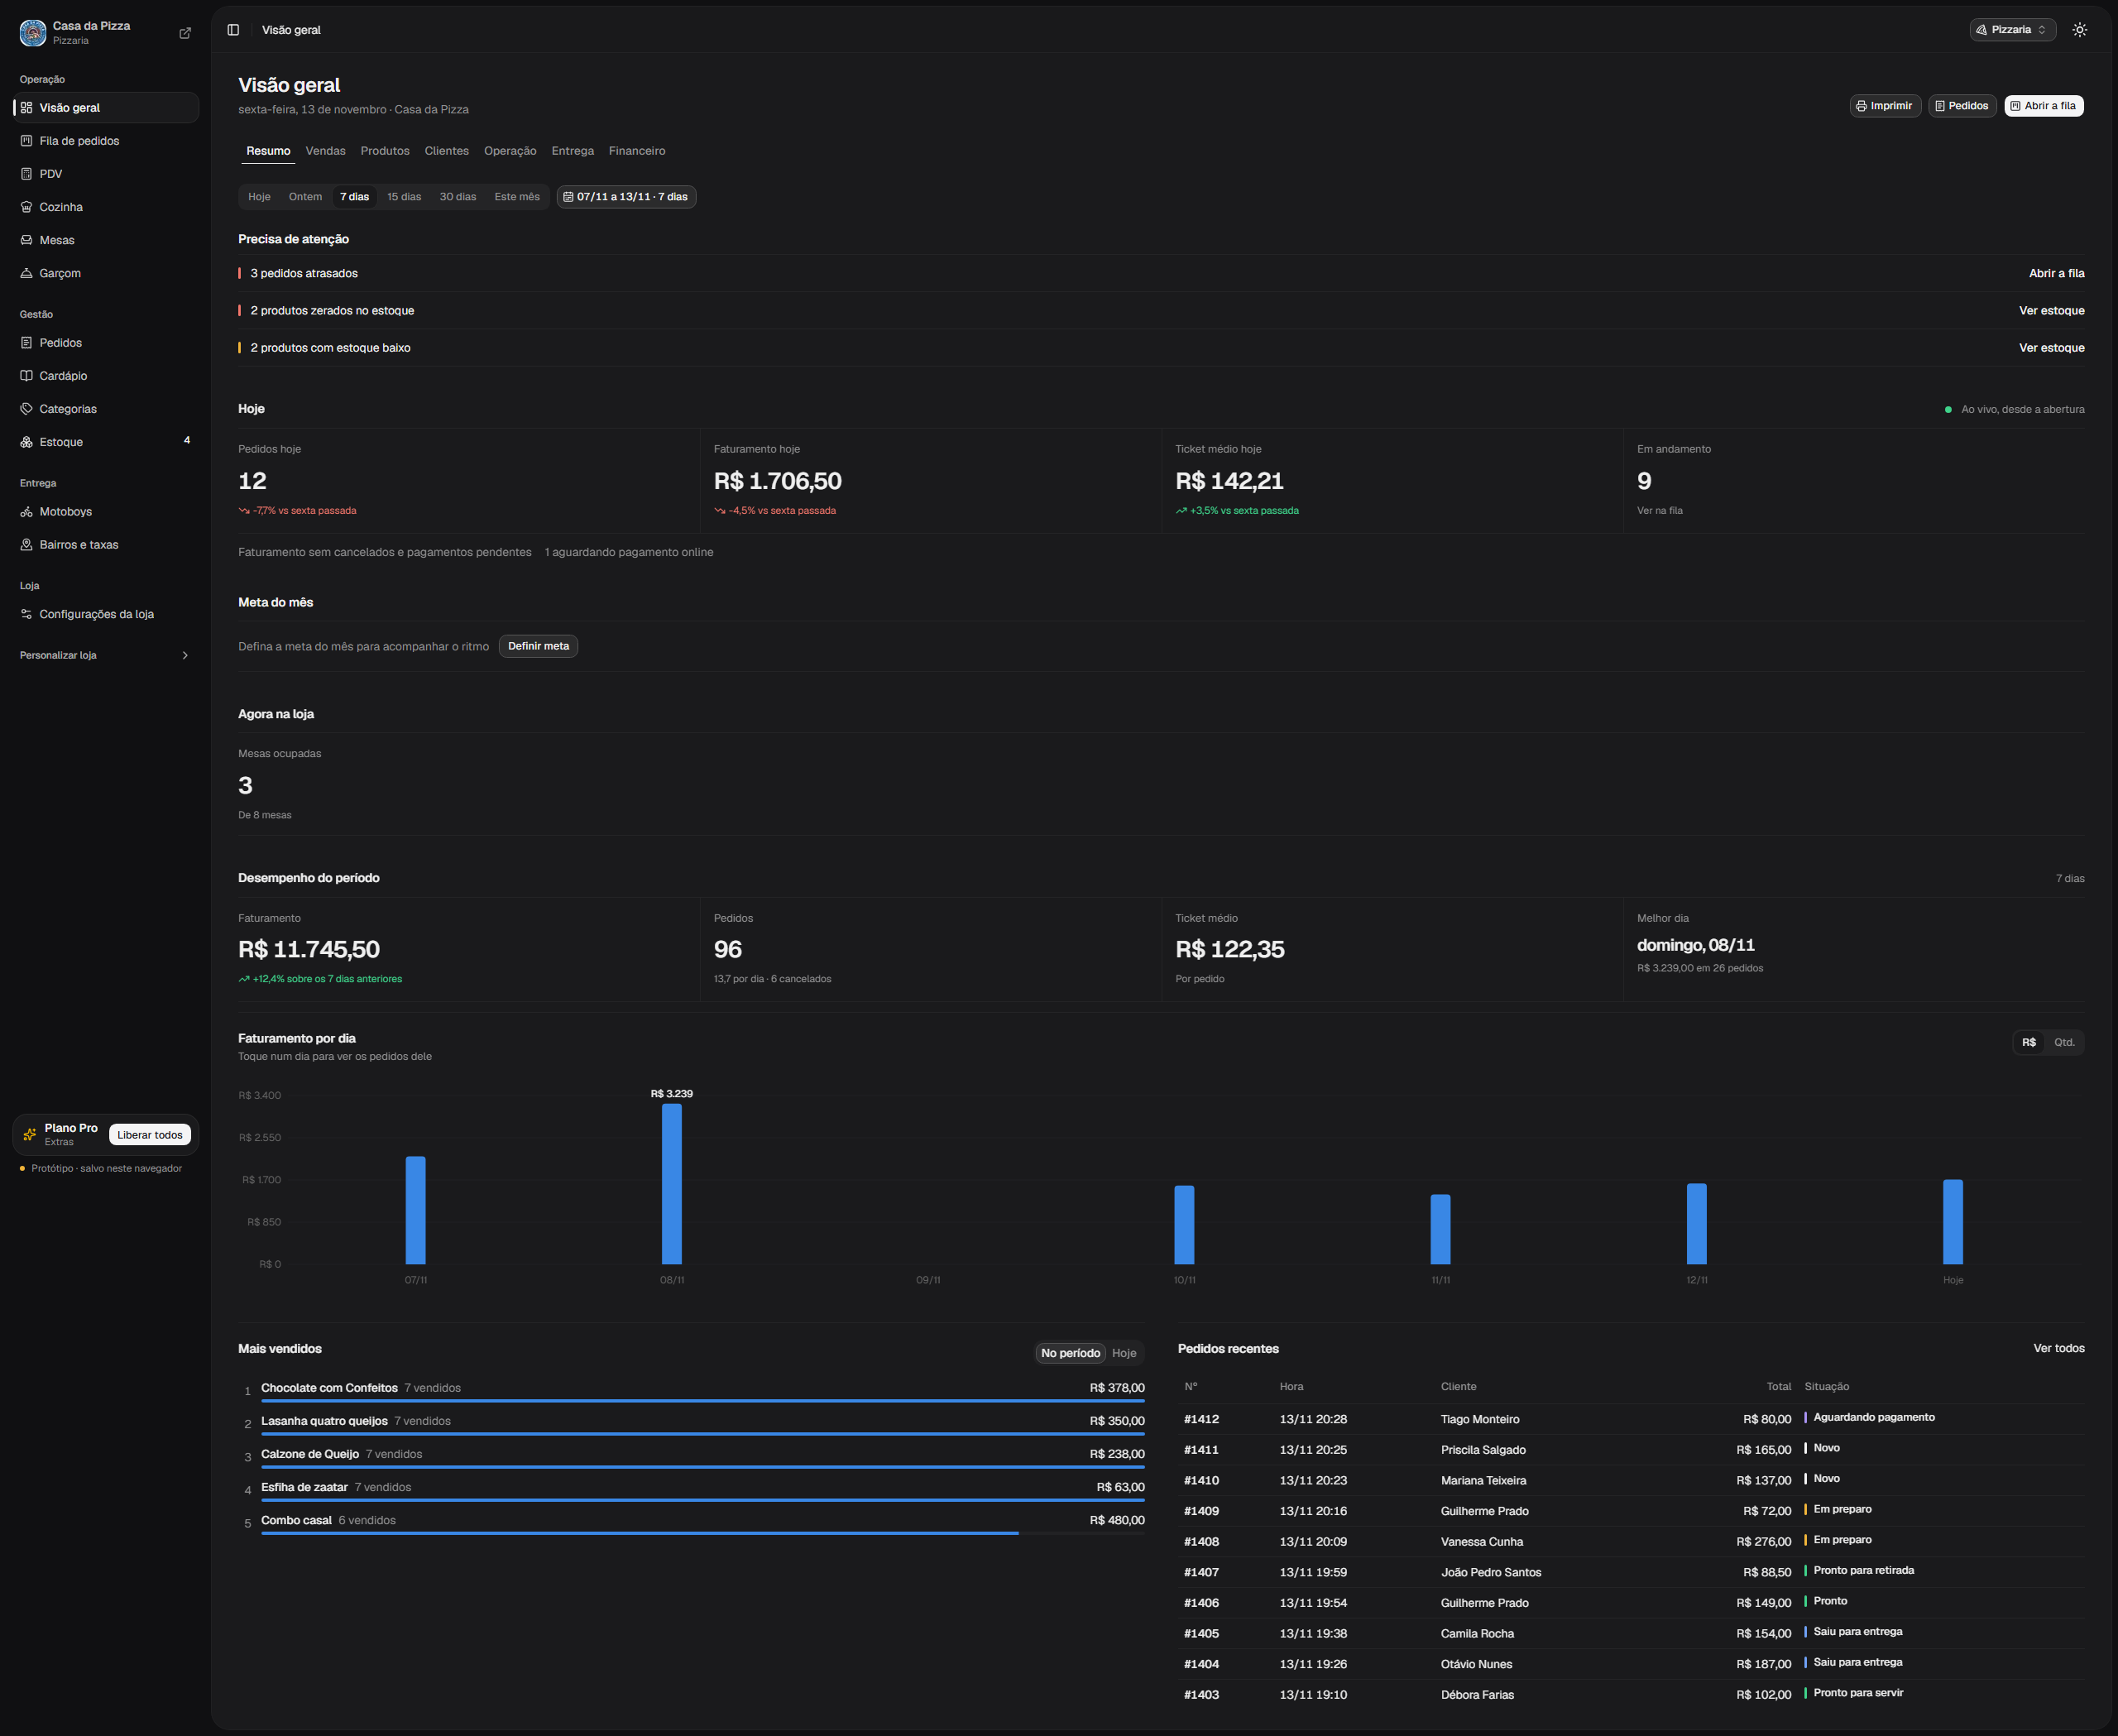 Casa da Pizza
Pizzaria
Operação
Visão geral
Fila de pedidos
PDV
Cozinha
Mesas
Garçom
Gestão
Pedidos
Cardápio
Categorias
Estoque 4
Entrega
Motoboys
Bairros e taxas
Loja
Configurações da loja
Personalizar loja
Plano Pro
Extras
Liberar todos
Protótipo · salvo neste navegador
Visão geral
Pizzaria
Visão geral
sexta-feira, 13 de novembro · Casa da Pizza
Imprimir Pedidos Abrir a fila
Resumo Vendas Produtos Clientes Operação Entrega Financeiro
Hoje Ontem 7 dias 15 dias 30 dias Este mês 07/11 a 13/11 · 7 dias
Precisa de atenção
3 pedidos atrasados Abrir a fila
2 produtos zerados no estoque Ver estoque
2 produtos com estoque baixo Ver estoque
Hoje Ao vivo, desde a abertura
Pedidos hoje Faturamento hoje Ticket médio hoje Em andamento
12 R$ 1.706,50 R$ 142,21 9
-7,7% vs sexta passada -4,5% vs sexta passada +3,5% vs sexta passada Ver na fila
Faturamento sem cancelados e pagamentos pendentes 1 aguardando pagamento online
Meta do mês
Defina a meta do mês para acompanhar o ritmo Definir meta
Agora na loja
Mesas ocupadas
3
De 8 mesas
Desempenho do período 7 dias
Faturamento Pedidos Ticket médio Melhor dia
R$ 11.745,50 96 R$ 122,35 domingo, 08/11
+12,4% sobre os 7 dias anteriores 13,7 por dia · 6 cancelados Por pedido R$ 3.239,00 em 26 pedidos
Faturamento por dia
Toque num dia para ver os pedidos dele
R$ Qtd.
R$ 3.239
R$ 3.400
R$ 2.550
R$ 1.700
R$ 850
R$ 0
07/11 08/11 09/11 10/11 11/11 12/11 Hoje
Mais vendidos No período Hoje
1 Chocolate com Confeitos 7 vendidos R$ 378,00
2 Lasanha quatro queijos 7 vendidos R$ 350,00
3 Calzone de Queijo 7 vendidos R$ 238,00
4 Esfiha de zaatar 7 vendidos R$ 63,00
5 Combo casal 6 vendidos R$ 480,00
Pedidos recentes Ver todos
Nº Hora Cliente Total Situação
#1412 13/11 20:28 Tiago Monteiro R$ 80,00 Aguardando pagamento
#1411 13/11 20:25 Priscila Salgado R$ 165,00 Novo
#1410 13/11 20:23 Mariana Teixeira R$ 137,00 Novo
#1409 13/11 20:16 Guilherme Prado R$ 72,00 Em preparo
#1408 13/11 20:09 Vanessa Cunha R$ 276,00 Em preparo
#1407 13/11 19:59 João Pedro Santos R$ 88,50 Pronto para retirada
#1406 13/11 19:54 Guilherme Prado R$ 149,00 Pronto
#1405 13/11 19:38 Camila Rocha R$ 154,00 Saiu para entrega
#1404 13/11 19:26 Otávio Nunes R$ 187,00 Saiu para entrega
#1403 13/11 19:10 Débora Farias R$ 102,00 Pronto para servir